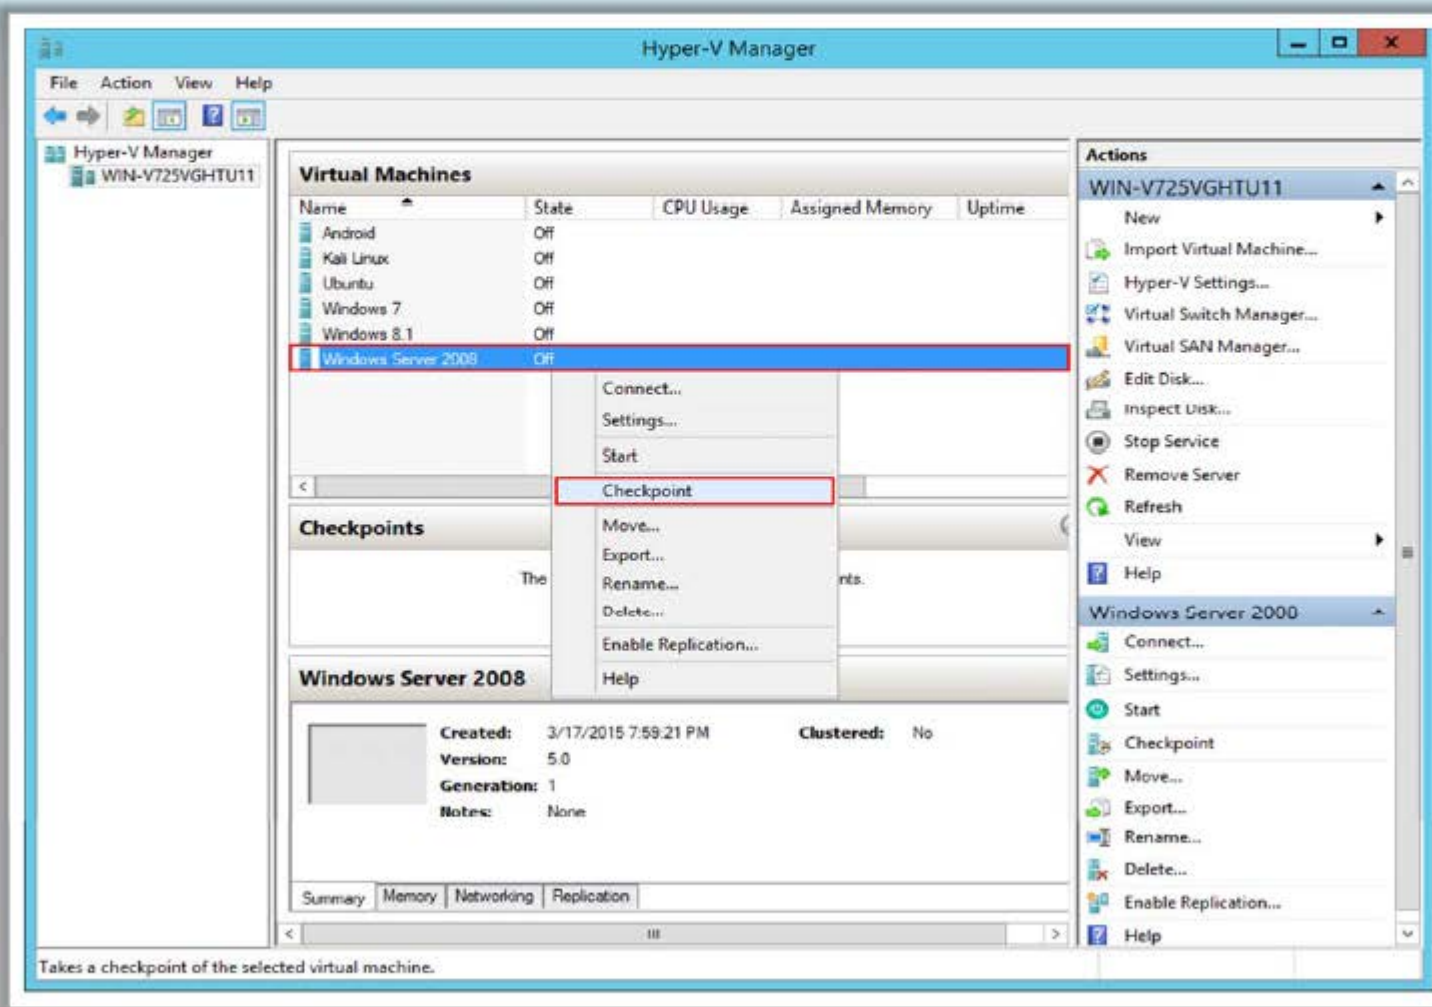 Hyper-V Manager
File Action View Help
Hyper-V Manager
WIN-V725VGHTU11
Virtual Machines
Name State CPU Usage Assigned Memory Uptime
Android Off
Kali Linux Off
Ubuntu Off
Windows 7 Off
Windows 8.1 Off
Windows Server 2008 Off
Connect...
Settings...
Start
Checkpoint
Move...
Export...
Rename...
Delete...
Enable Replication...
Help
Checkpoints
The nts.
Windows Server 2008
Created: 3/17/2015 7:59:21 PM Clustered: No
Version: 5.0
Generation: 1
Notes: None
Summary Memory Networking Replication
Actions
WIN-V725VGHTU11
New
Import Virtual Machine...
Hyper-V Settings...
Virtual Switch Manager...
Virtual SAN Manager...
Edit Disk...
Inspect Disk...
Stop Service
Remove Server
Refresh
View
Help
Windows Server 2008
Connect...
Settings...
Start
Checkpoint
Move...
Export...
Rename...
Delete...
Enable Replication...
Help
Takes a checkpoint of the selected virtual machine.